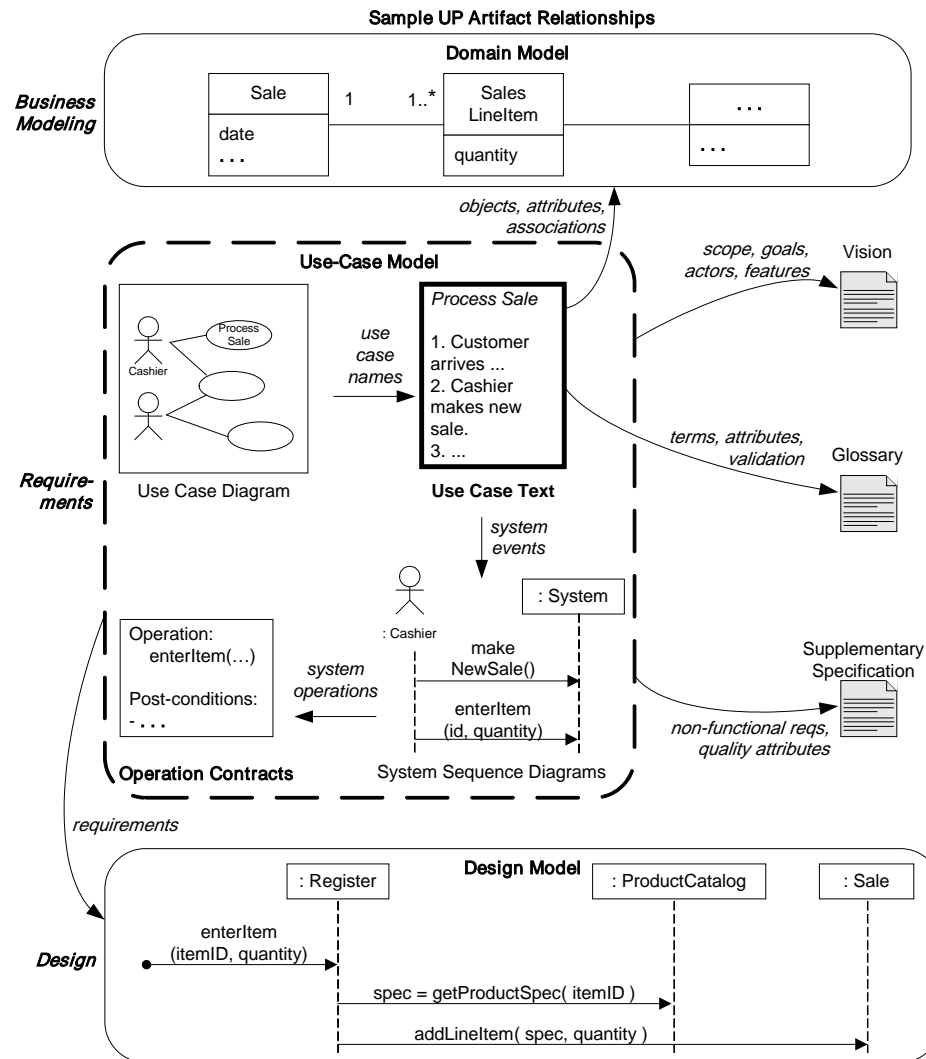 Sample UP Artifact Relationships
Domain Model
Business
Modeling
Sale
1
1..*
Sales
LineItem
...
date
...
quantity
...
objects, attributes,
associations
Use-Case Model
scope, goals,
actors, features
Vision
Process
Sale
Cashier
use
case
names
Process Sale
1. Customer
arrives ...
2. Cashier
makes new
sale.
3. ...
terms, attributes,
validation
Glossary
Require-
ments
Use Case Diagram
Use Case Text
system
events
: Cashier
: System
Operation:
enterItem(…)
Post-conditions:
- ...
system
operations
make
NewSale()
enterItem
(id, quantity)
Supplementary
Specification
non-functional reqs,
quality attributes
Operation Contracts
System Sequence Diagrams
requirements
Design Model
: Register
: ProductCatalog
: Sale
Design
enterItem
(itemID, quantity)
spec = getProductSpec( itemID )
addLineItem( spec, quantity )